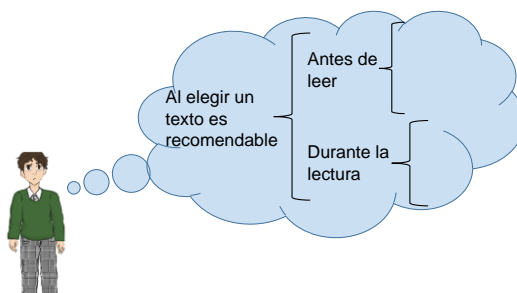 Al elegir un
texto es
recomendable
Antes de
leer
Durante la
lectura